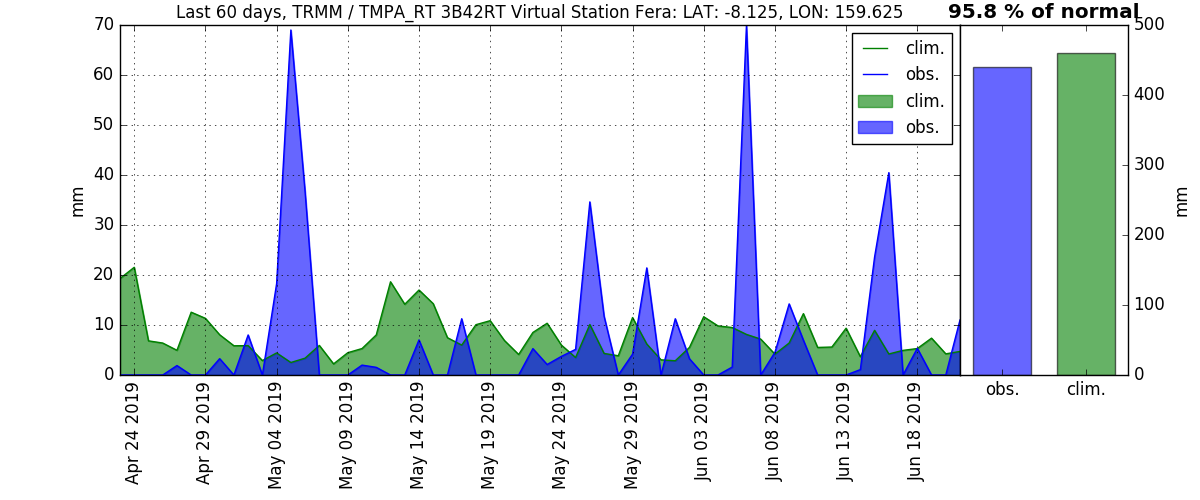 Last 60 days, TRMM / TMPA_RT 3B42RT Virtual Station Fera: LAT: -8.125, LON: 159.625
95.8 % of normal
70
60
50
40
30
20
10
0
mm
clim.
obs.
clim.
obs.
Apr 24 2019
Apr 29 2019
May 04 2019
May 09 2019
May 14 2019
May 19 2019
May 24 2019
May 29 2019
Jun 03 2019
Jun 08 2019
Jun 13 2019
Jun 18 2019
500
400
300
200
100
0
mm
obs.
clim.